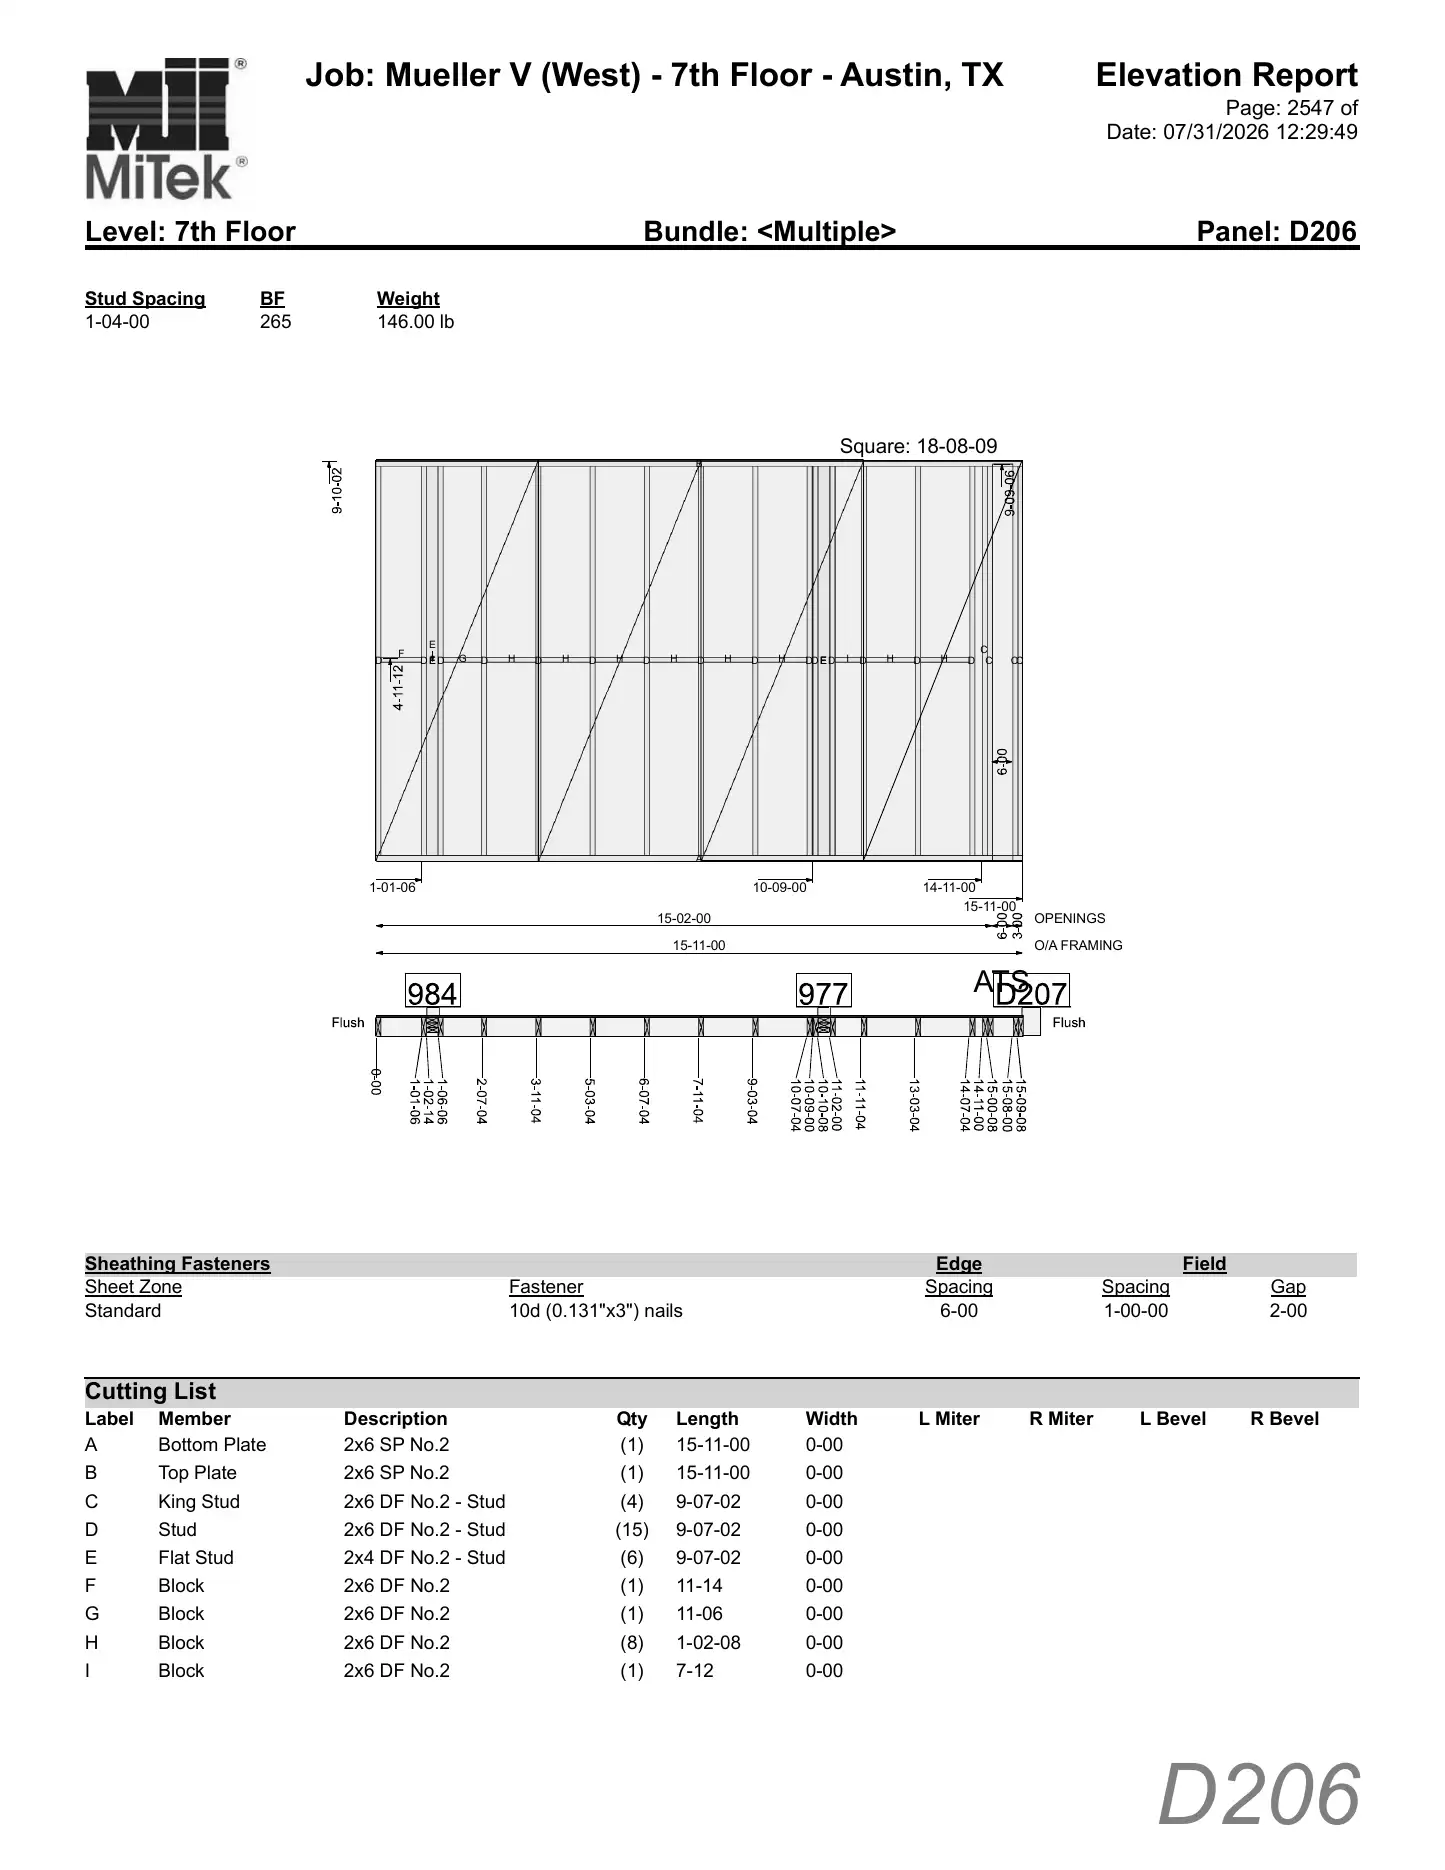 Job: Mueller V (West) - 7th Floor - Austin, TX
Elevation Report
Page: 2547 of
Date: 07/31/2026 12:29:49
MiTek®
Level: 7th Floor Bundle: <Multiple> Panel: D206
Stud Spacing BF Weight
1-04-00 265 146.00 lb
Square: 18-08-09
9-10-02
9-09-06
E
F E G H H H H H H E I H H C
4-11-12
6-00
1-01-06 10-09-00 14-11-00
15-11-00
15-02-00 6-00 3-00 OPENINGS
15-11-00 O/A FRAMING
984 977 ATS D207
Flush Flush
0-00
1-01-06
1-02-14
1-06-06
2-07-04
3-11-04
5-03-04
6-07-04
7-11-04
9-03-04
10-07-04
10-09-00
10-10-08
11-02-00
11-11-04
13-03-04
14-07-04
14-11-00
15-00-08
15-08-00
15-09-08
Sheathing Fasteners Edge Field
Sheet Zone Fastener Spacing Spacing Gap
Standard 10d (0.131"x3") nails 6-00 1-00-00 2-00
Cutting List
Label Member Description Qty Length Width L Miter R Miter L Bevel R Bevel
A Bottom Plate 2x6 SP No.2 (1) 15-11-00 0-00
B Top Plate 2x6 SP No.2 (1) 15-11-00 0-00
C King Stud 2x6 DF No.2 - Stud (4) 9-07-02 0-00
D Stud 2x6 DF No.2 - Stud (15) 9-07-02 0-00
E Flat Stud 2x4 DF No.2 - Stud (6) 9-07-02 0-00
F Block 2x6 DF No.2 (1) 11-14 0-00
G Block 2x6 DF No.2 (1) 11-06 0-00
H Block 2x6 DF No.2 (8) 1-02-08 0-00
I Block 2x6 DF No.2 (1) 7-12 0-00
D206